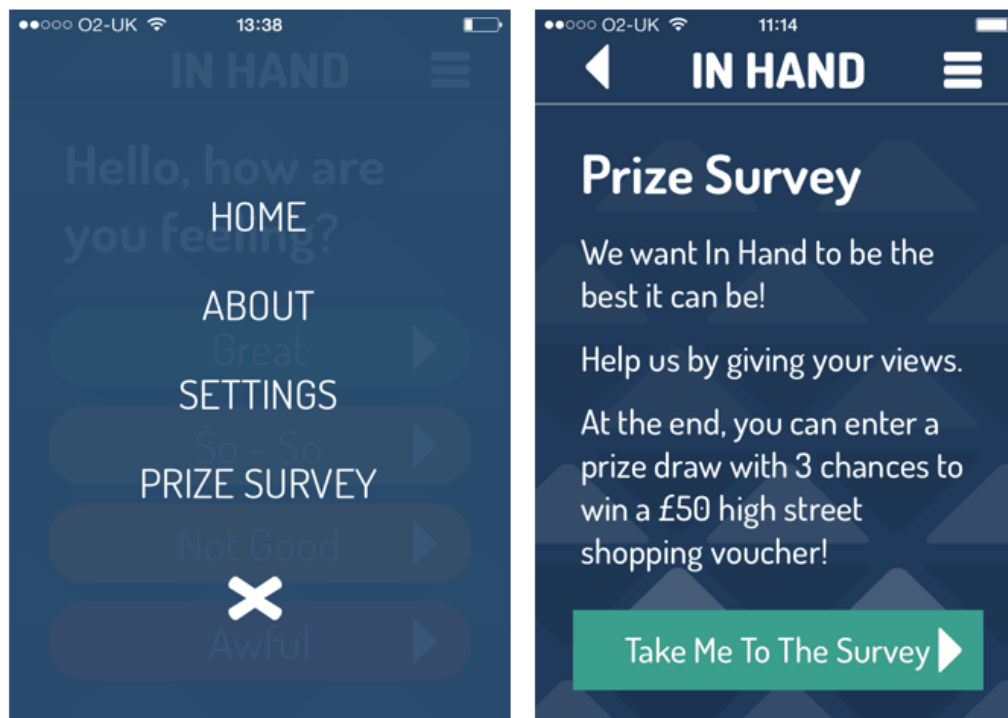 O2-UK 13:38
IN HAND
Hello, how are
you feeling?
HOME
ABOUT
Great
SETTINGS
So - So
PRIZE SURVEY
Not Good
Awful
O2-UK 11:14
IN HAND
Prize Survey
We want In Hand to be the
best it can be!
Help us by giving your views.
At the end, you can enter a
prize draw with 3 chances to
win a £50 high street
shopping voucher!
Take Me To The Survey